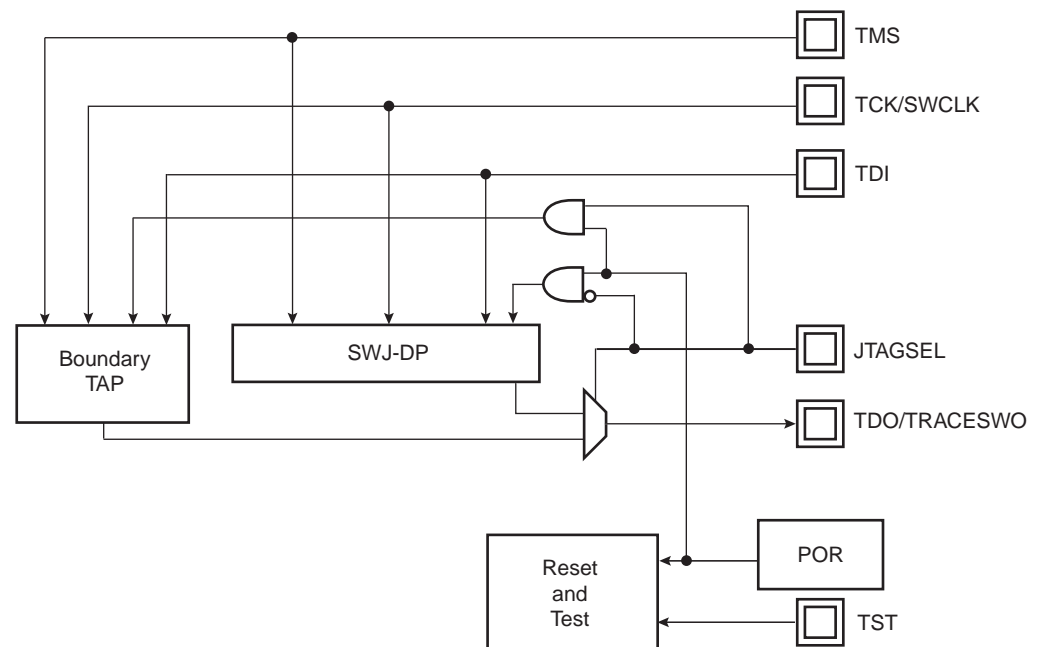 TMS
TCK/SWCLK
TDI
Boundary
TAP
SWJ-DP
JTAGSEL
TDO/TRACESWO
POR
Reset
and
Test
TST